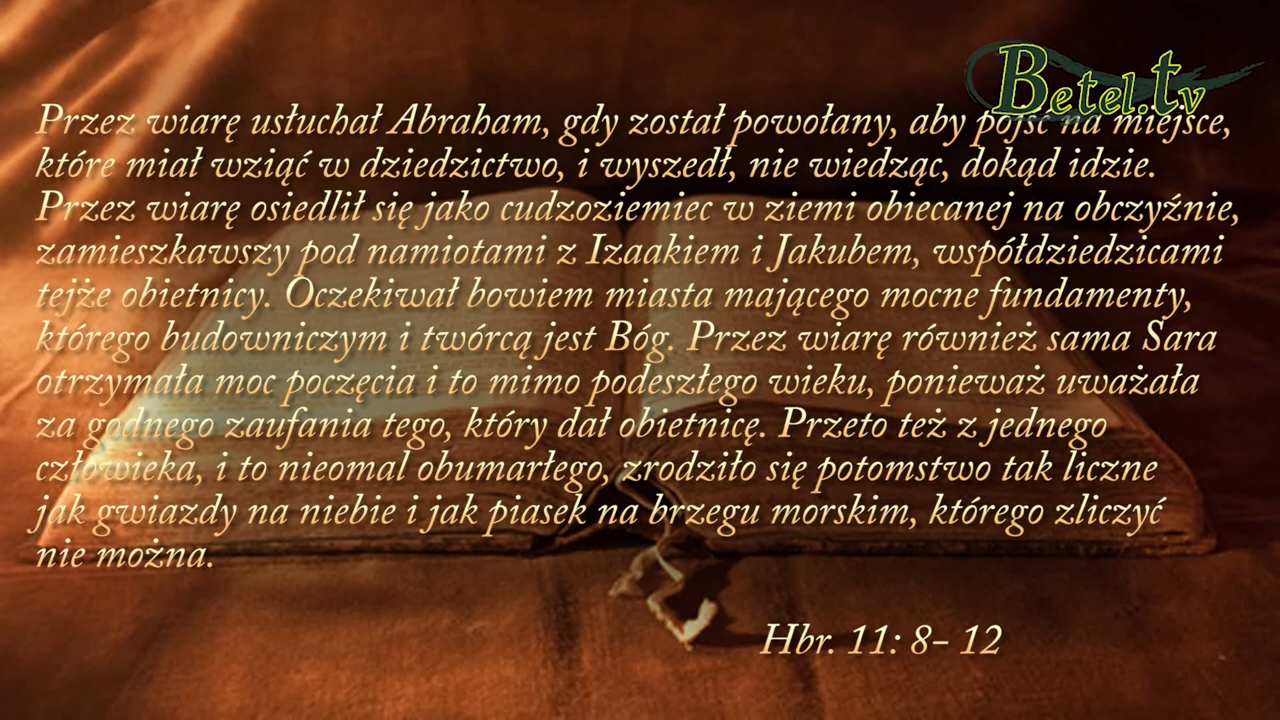 Betel.tv
Przez wiarę usłuchał Abraham, gdy został powołany, aby pójść na miejsce,
które miał wziąć w dziedzictwo, i wyszedł, nie wiedząc, dokąd idzie.
Przez wiarę osiedlił się jako cudzoziemiec w ziemi obiecanej na obczyźnie,
zamieszkawszy pod namiotami z Izaakiem i Jakubem, współdziedzicami
tejże obietnicy. Oczekiwał bowiem miasta mającego mocne fundamenty,
którego budowniczym i twórcą jest Bóg. Przez wiarę również sama Sara
otrzymała moc poczęcia i to mimo podeszłego wieku, ponieważ uważała
za godnego zaufania tego, który dał obietnicę. Przeto też z jednego
człowieka, i to nieomal obumarłego, zrodziło się potomstwo tak liczne
jak gwiazdy na niebie i jak piasek na brzegu morskim, którego zliczyć
nie można.
Hbr. 11: 8- 12